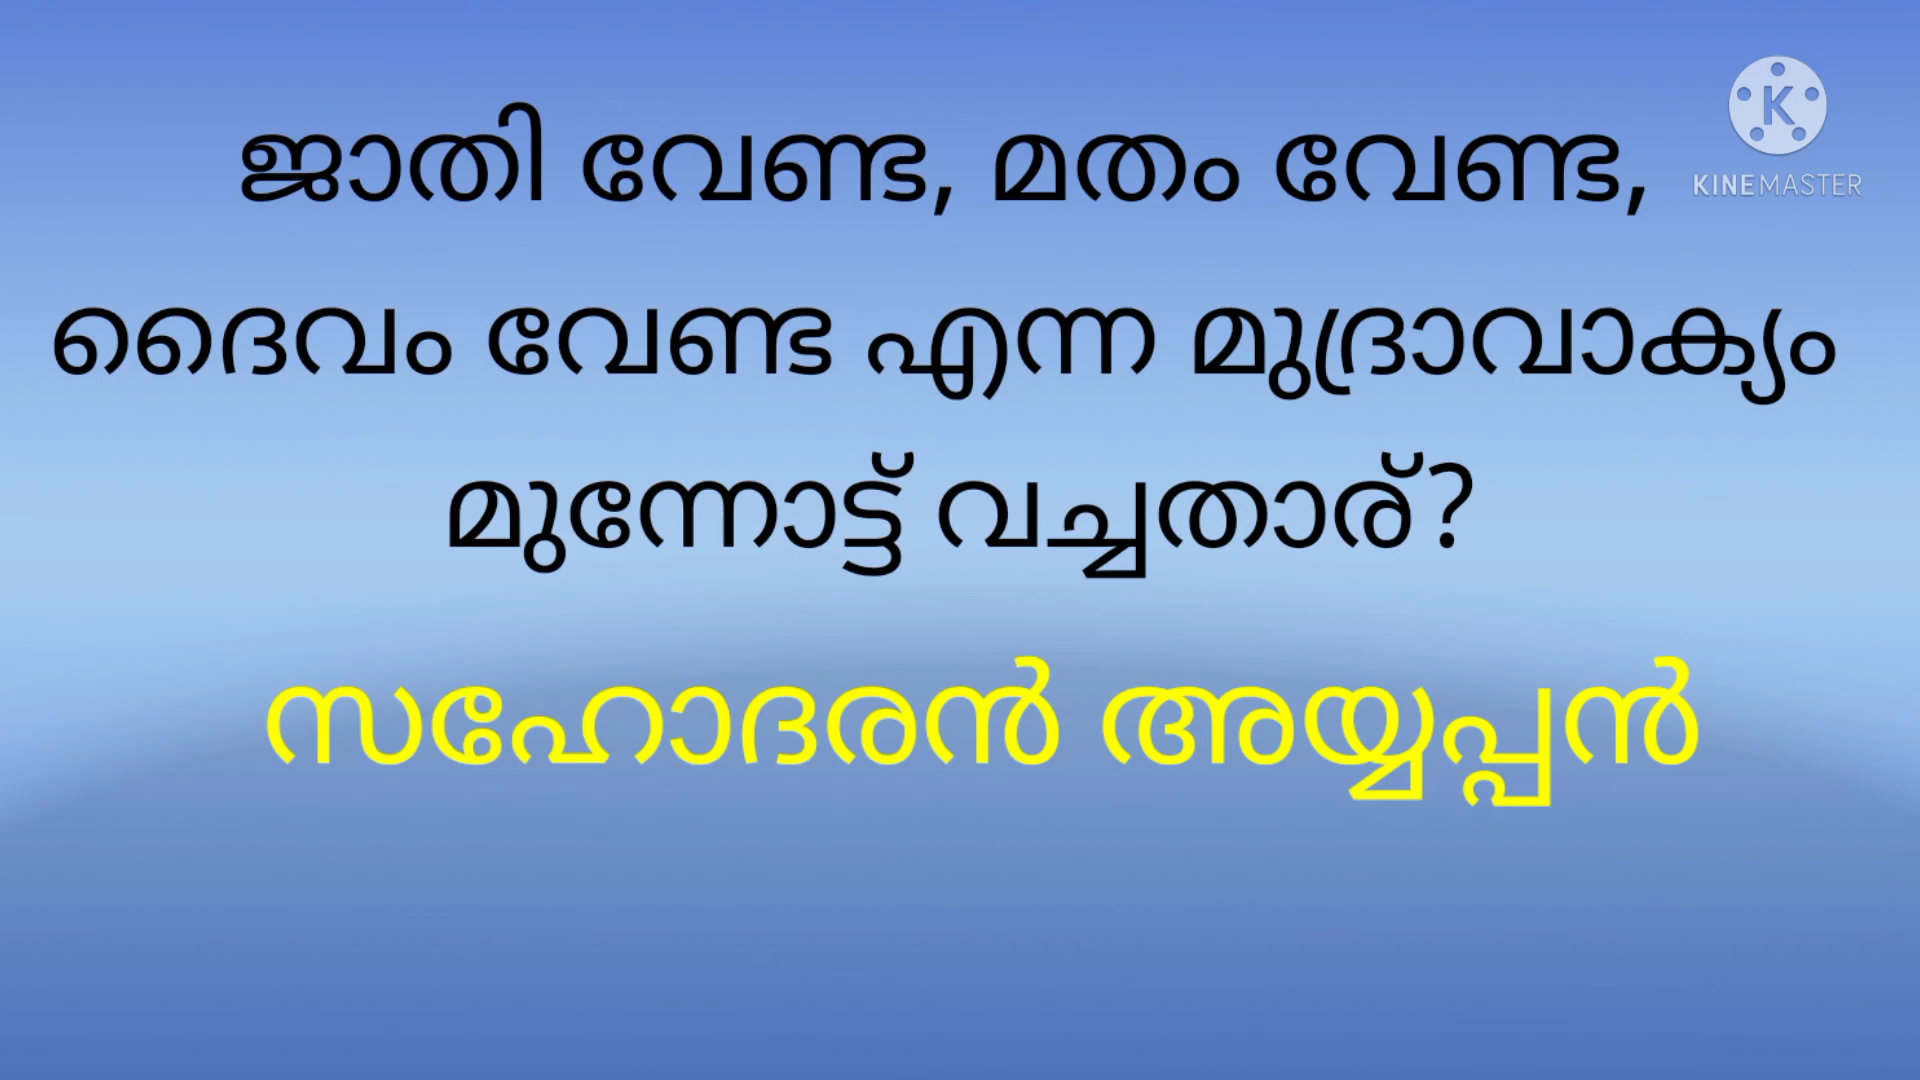 ജാതി വേണ്ട, മതം വേണ്ട,
ദൈവം വേണ്ട എന്ന മുദ്രാവാക്യം
മുന്നോട്ട് വച്ചതാര്?
സഹോദരൻ അയ്യപ്പൻ
K
KINEMASTER